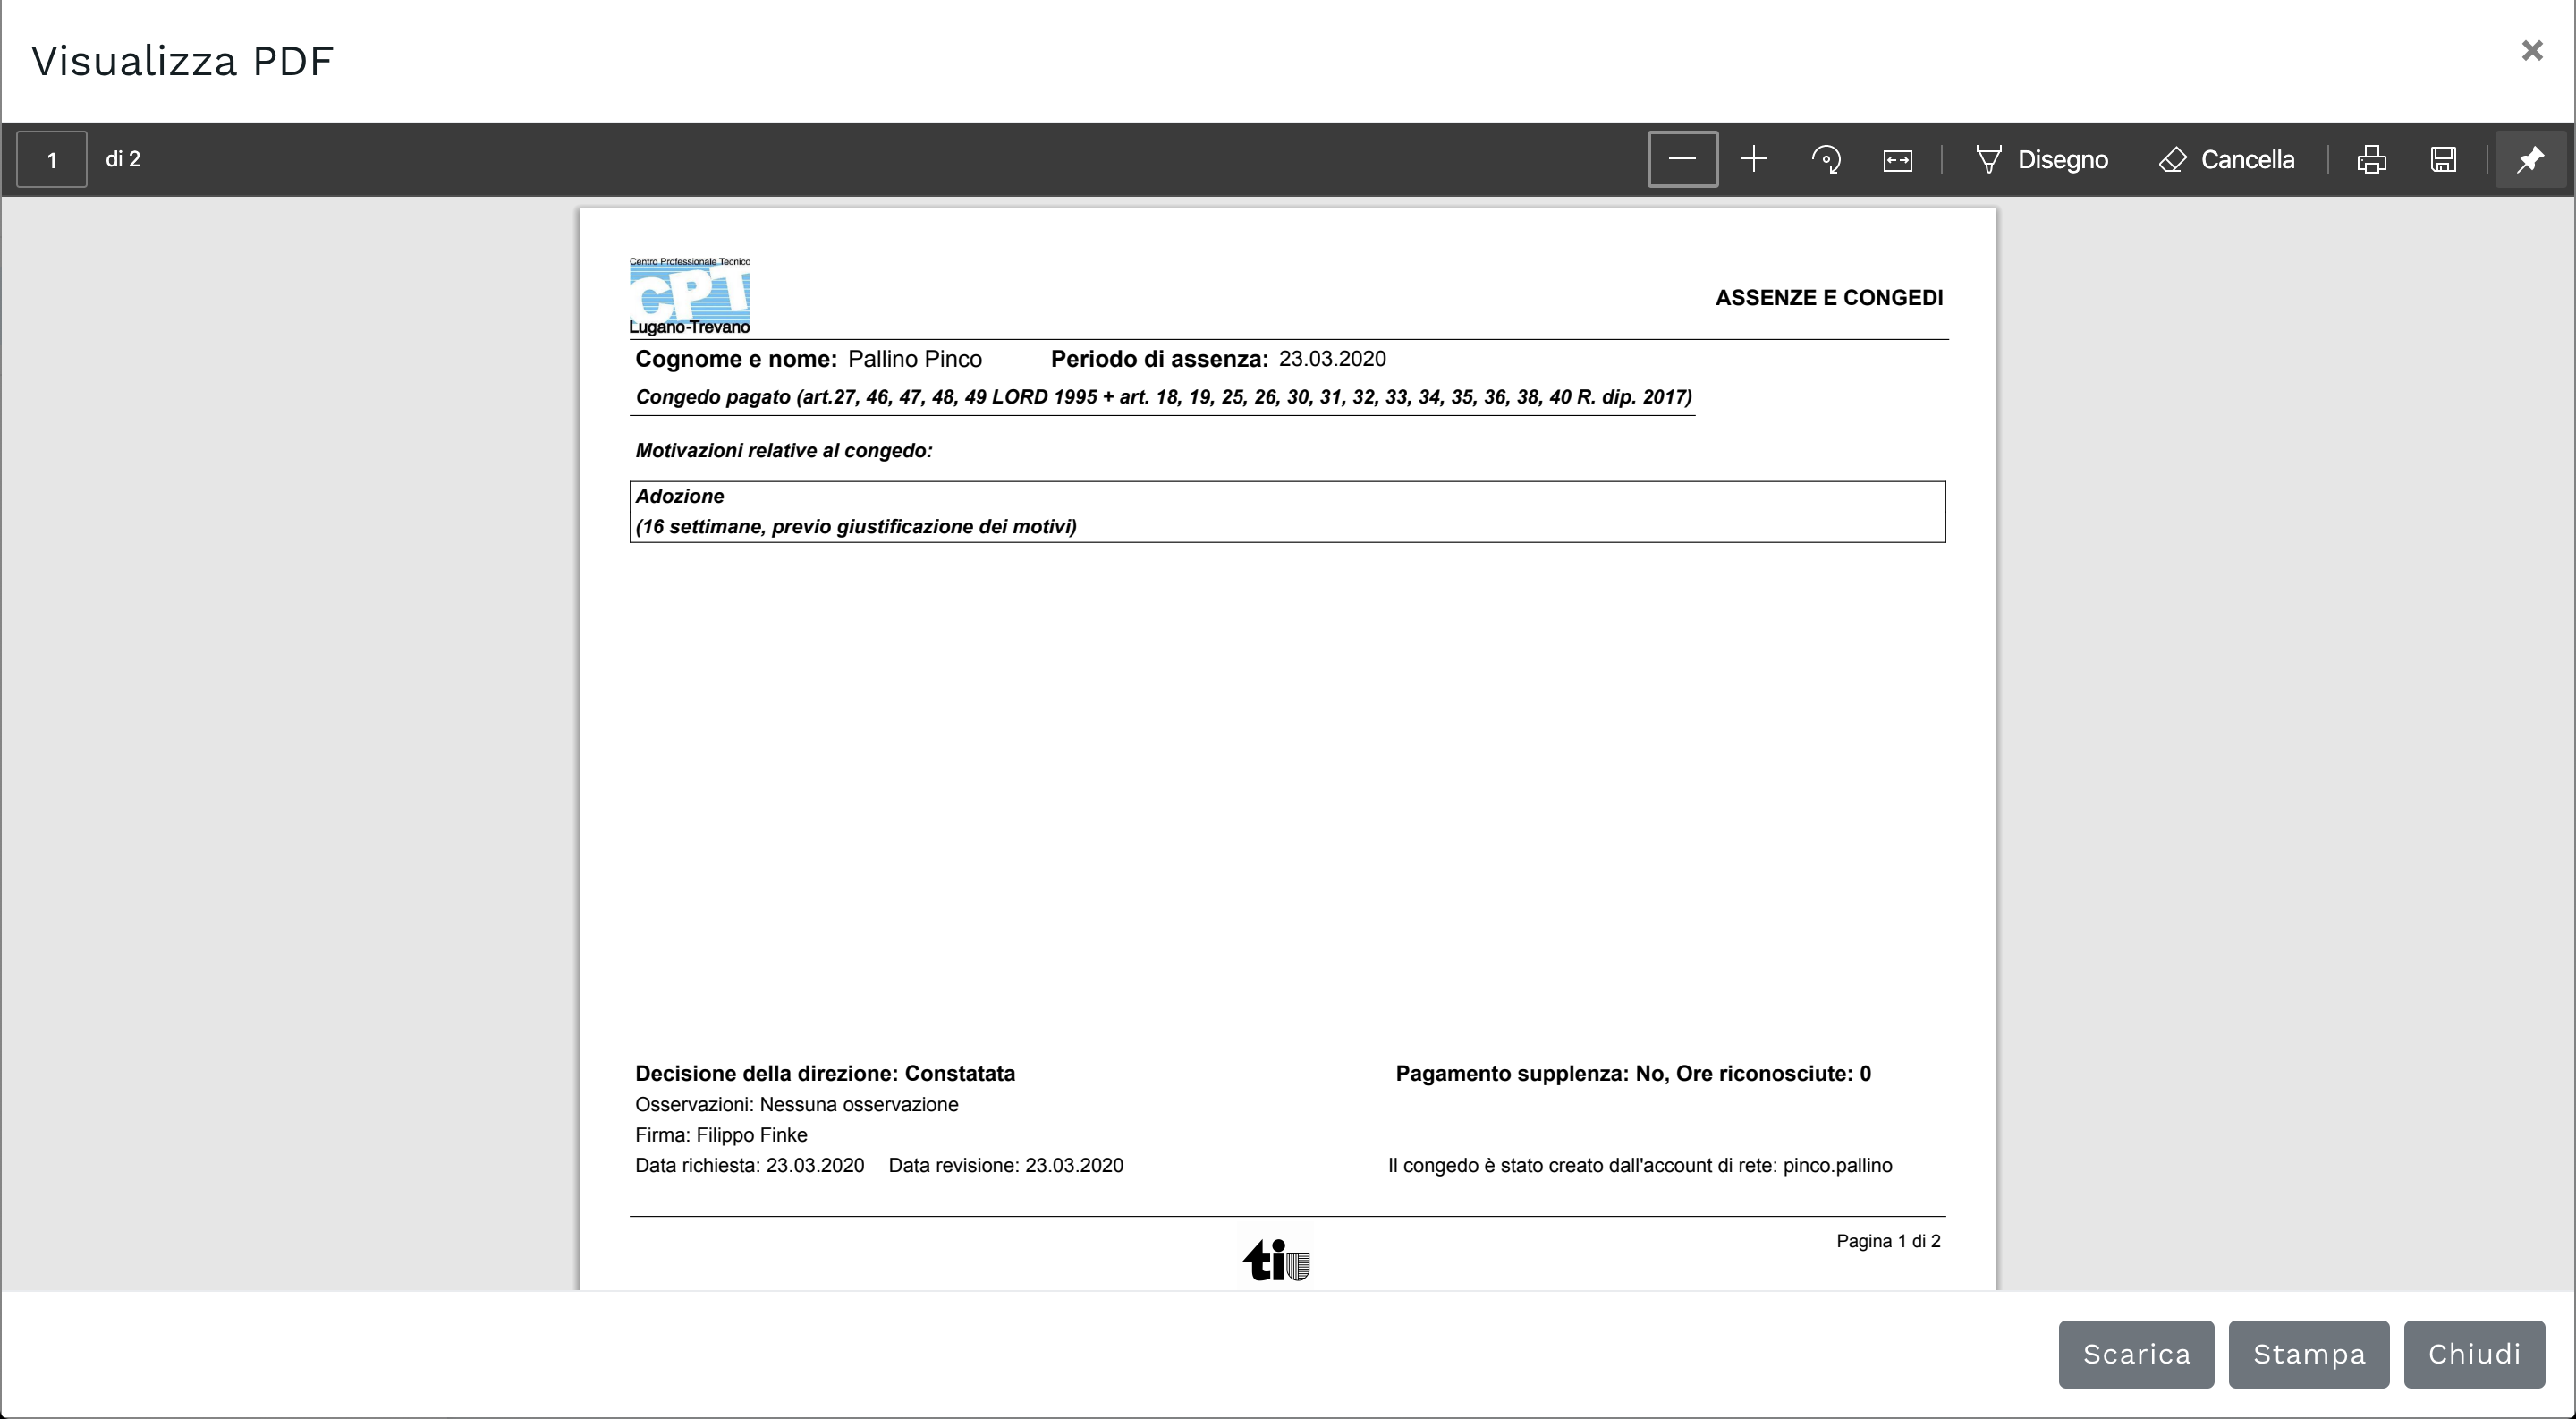 Visualizza PDF
1 di 2 Disegno Cancella
Centro Professionale Tecnico
CPT
Lugano-Trevano
ASSENZE E CONGEDI
Cognome e nome: Pallino Pinco Periodo di assenza: 23.03.2020
Congedo pagato (art.27, 46, 47, 48, 49 LORD 1995 + art. 18, 19, 25, 26, 30, 31, 32, 33, 34, 35, 36, 38, 40 R. dip. 2017)
Motivazioni relative al congedo:
Adozione
(16 settimane, previo giustificazione dei motivi)
Decisione della direzione: Constatata Pagamento supplenza: No, Ore riconosciute: 0
Osservazioni: Nessuna osservazione
Firma: Filippo Finke
Data richiesta: 23.03.2020 Data revisione: 23.03.2020 Il congedo è stato creato dall'account di rete: pinco.pallino
Pagina 1 di 2
ti
Scarica Stampa Chiudi